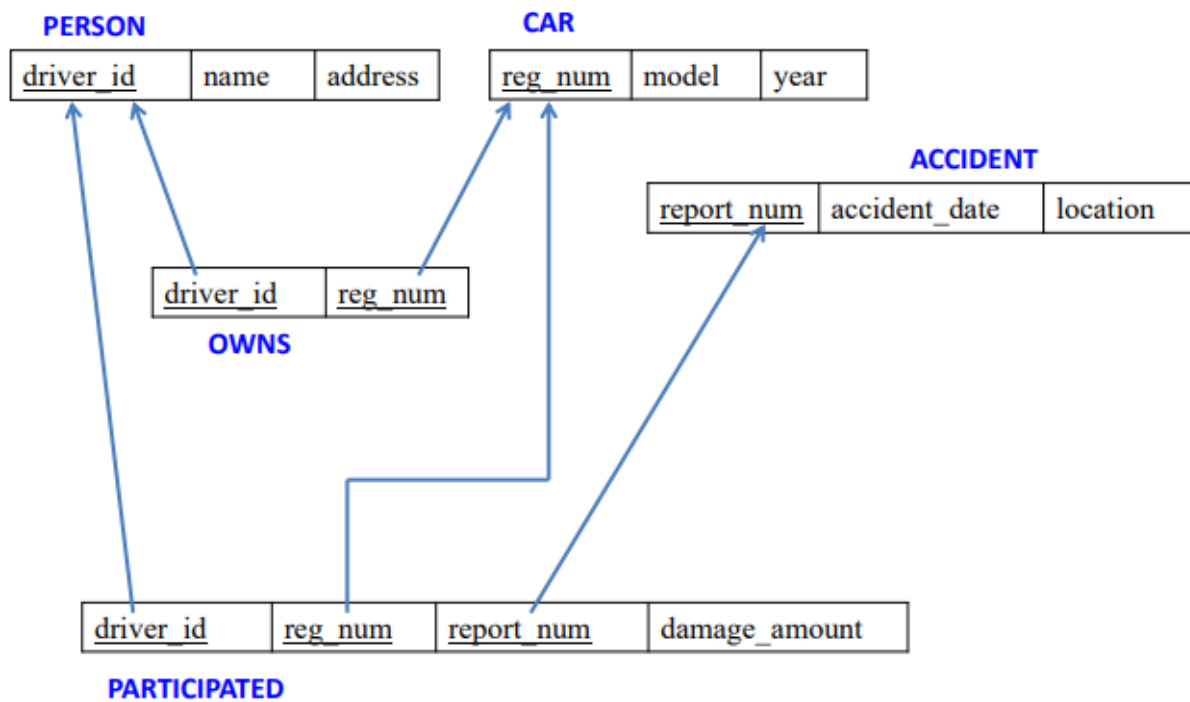 PERSON
driver_id name address
CAR
reg_num model year
ACCIDENT
report_num accident_date location
driver_id reg_num
OWNS
driver_id reg_num report_num damage_amount
PARTICIPATED